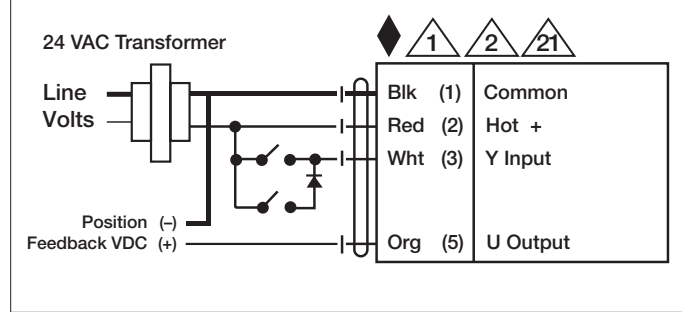 24 VAC Transformer
1 2 21
Line Volts
Blk (1) Common
Red (2) Hot +
Wht (3) Y Input
Position (–)
Feedback VDC (+)
Org (5) U Output